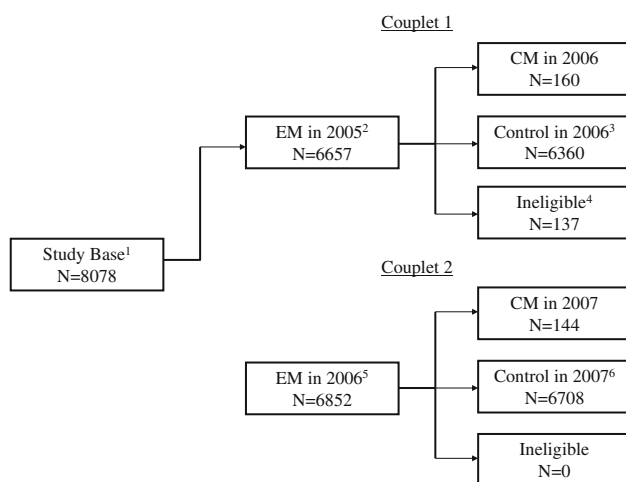 Couplet 1
CM in 2006
N=160
EM in 2005²
N=6657
Control in 2006³
N=6360
Ineligible⁴
N=137
Study Base¹
N=8078
Couplet 2
CM in 2007
N=144
EM in 2006⁵
N=6852
Control in 2007⁶
N=6708
Ineligible
N=0